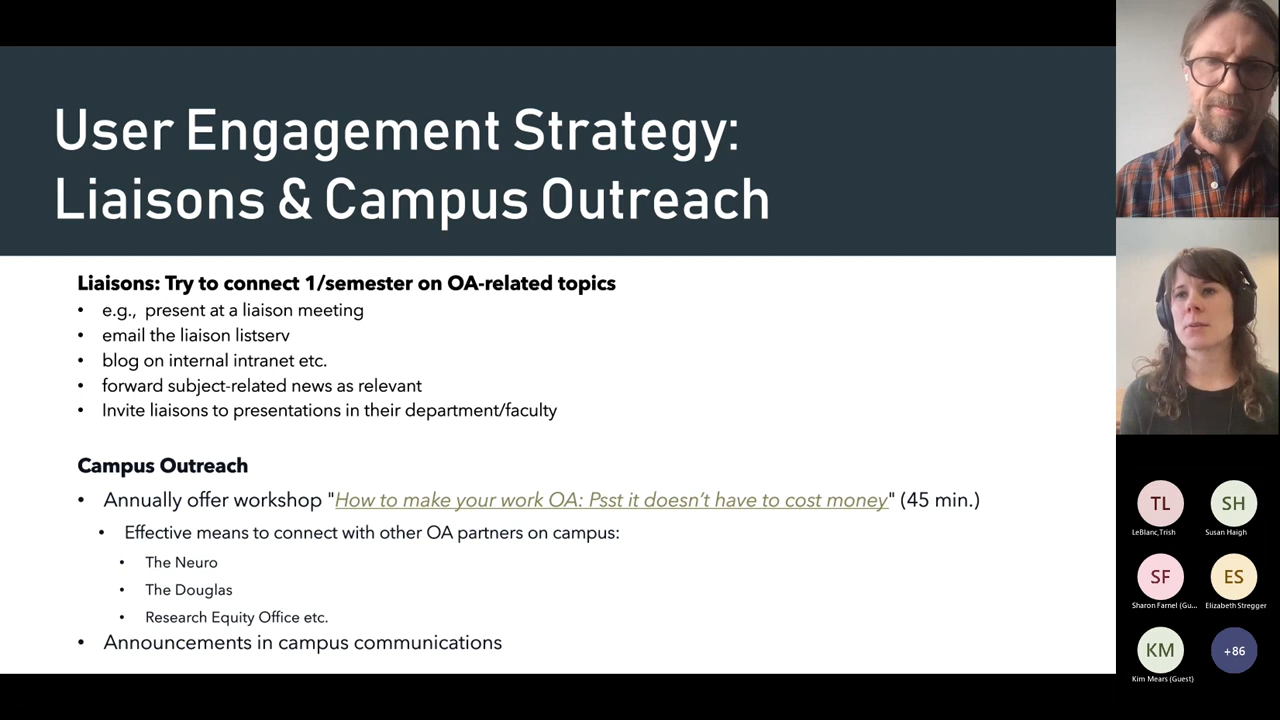 User Engagement Strategy:
Liaisons & Campus Outreach
Liaisons: Try to connect 1/semester on OA-related topics
• e.g., present at a liaison meeting
• email the liaison listserv
• blog on internal intranet etc.
• forward subject-related news as relevant
• Invite liaisons to presentations in their department/faculty
Campus Outreach
• Annually offer workshop "How to make your work OA: Psst it doesn’t have to cost money" (45 min.)
• Effective means to connect with other OA partners on campus:
• The Neuro
• The Douglas
• Research Equity Office etc.
• Announcements in campus communications
TL
SH
LeBlanc,Trish
Susan Haigh
SF
ES
Sharon Farnel (Gu...
Elizabeth Stregger
KM
+86
Kim Mears (Guest)